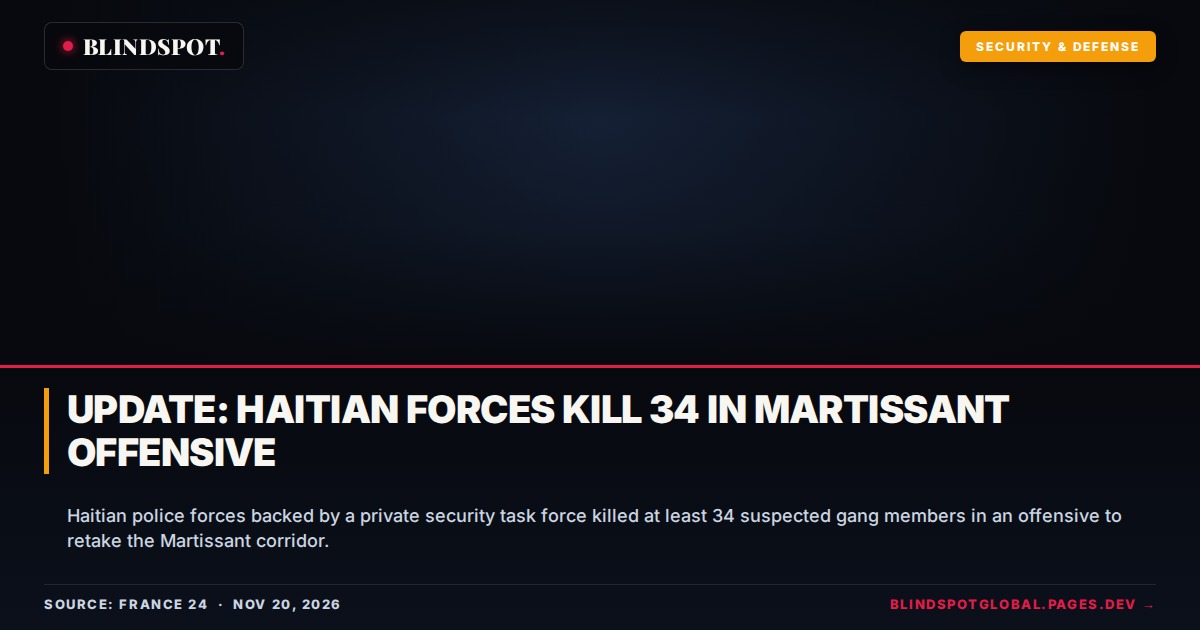 BLINDSPOT.
SECURITY & DEFENSE
UPDATE: HAITIAN FORCES KILL 34 IN MARTISSANT
OFFENSIVE
Haitian police forces backed by a private security task force killed at least 34 suspected gang members in an offensive to
retake the Martissant corridor.
SOURCE: FRANCE 24 · NOV 20, 2026
BLINDSPOTGLOBAL.PAGES.DEV →